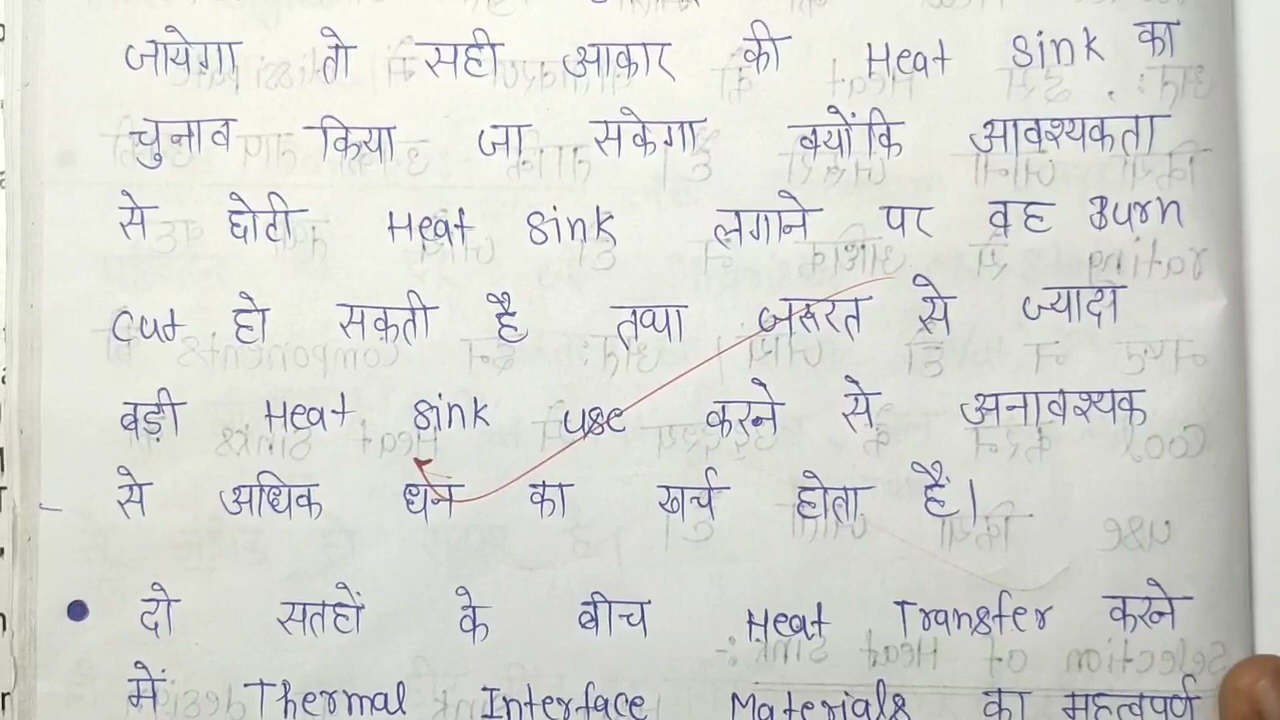 जायेगा तो सही आकार की Heat Sink का
चुनाव किया जा सकेगा क्योंकि आवश्यकता
से छोटी Heat Sink लगाने पर वह Burn
Out हो सकती है तथा जरूरत से ज्यादा
बड़ी Heat Sink use करने से अनावश्यक
से अधिक धन का खर्च होता हैं।
• दो सतहों के बीच Heat Transfer करने
में Thermal Interface Materials का महत्वपूर्ण